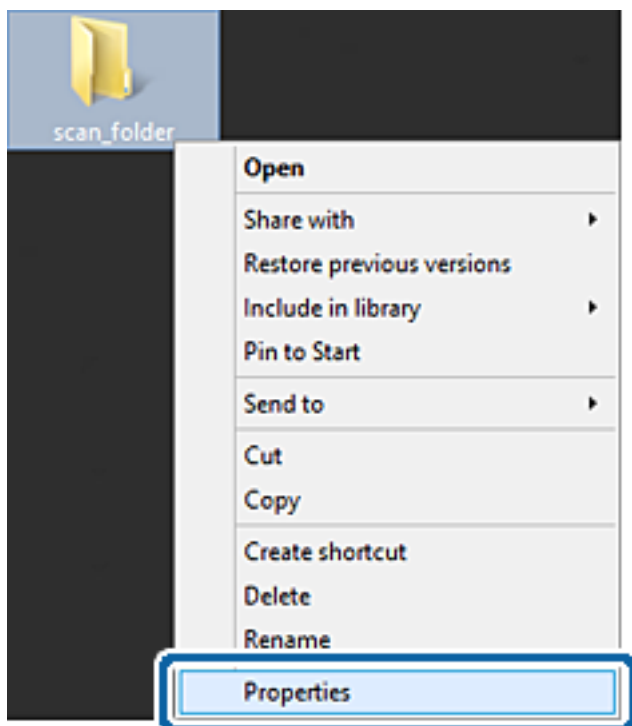 scan_folder
Open
Share with
Restore previous versions
Include in library
Pin to Start
Send to
Cut
Copy
Create shortcut
Delete
Rename
Properties